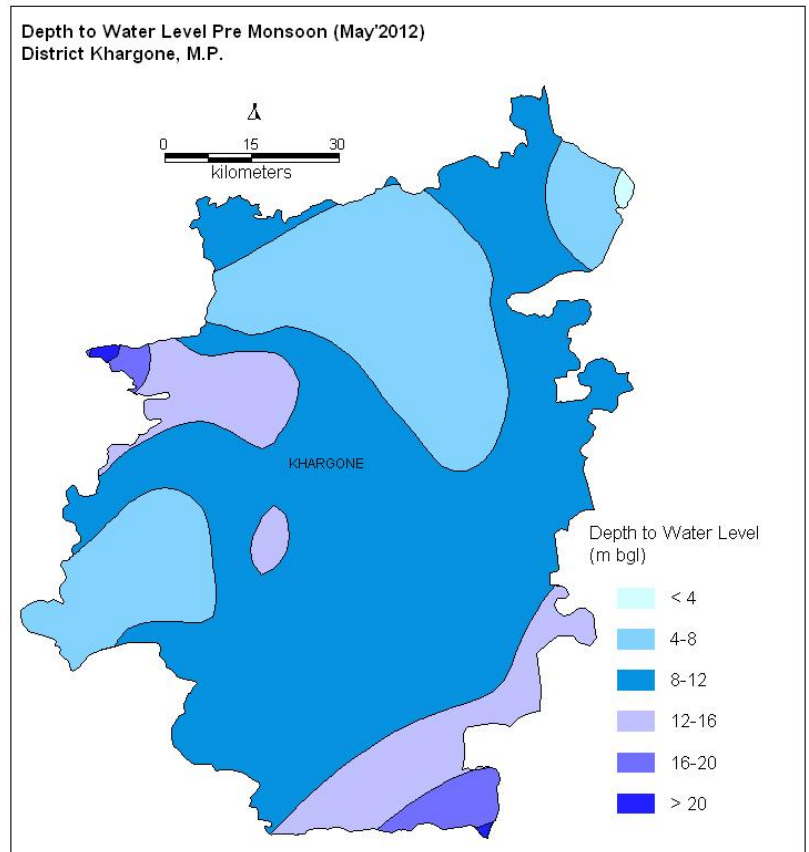 Depth to Water Level Pre Monsoon (May'2012)
District Khargone, M.P.
0 15 30
kilometers
KHARGONE
Depth to Water Level
(m bgl)
< 4
4-8
8-12
12-16
16-20
> 20